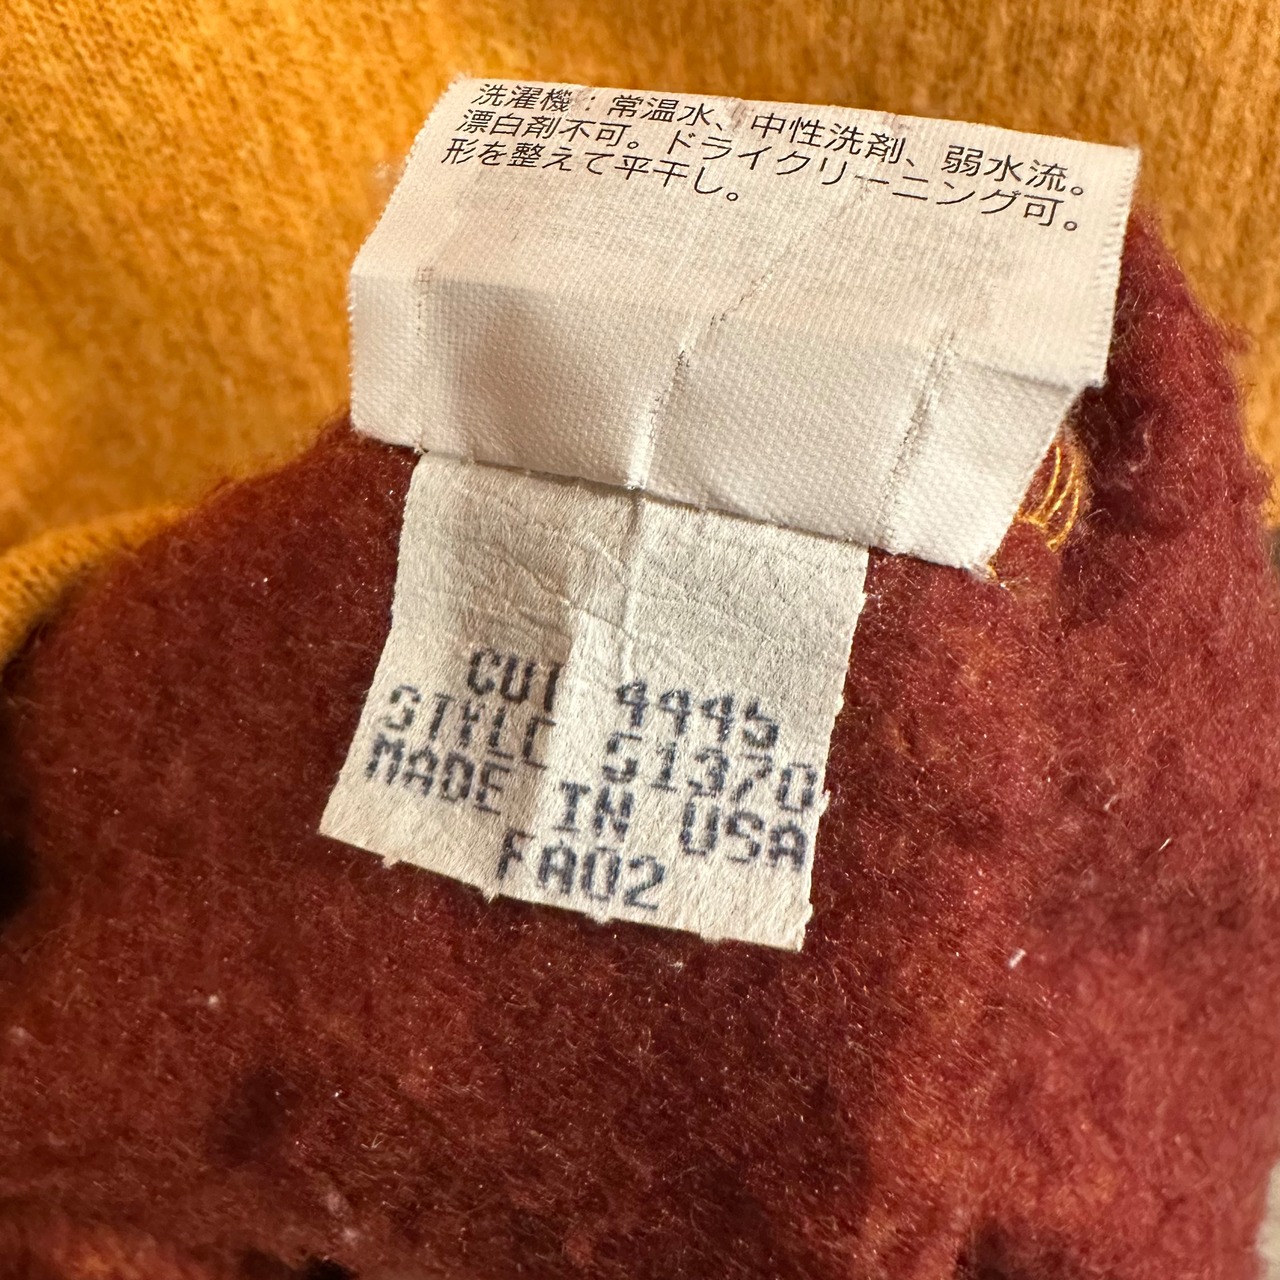 洗濯機：常温水、中性洗剤、弱水流。
漂白剤不可。ドライクリーニング可。
形を整えて平干し。
CUT 4445
STYLE S1370
MADE IN USA
FA02